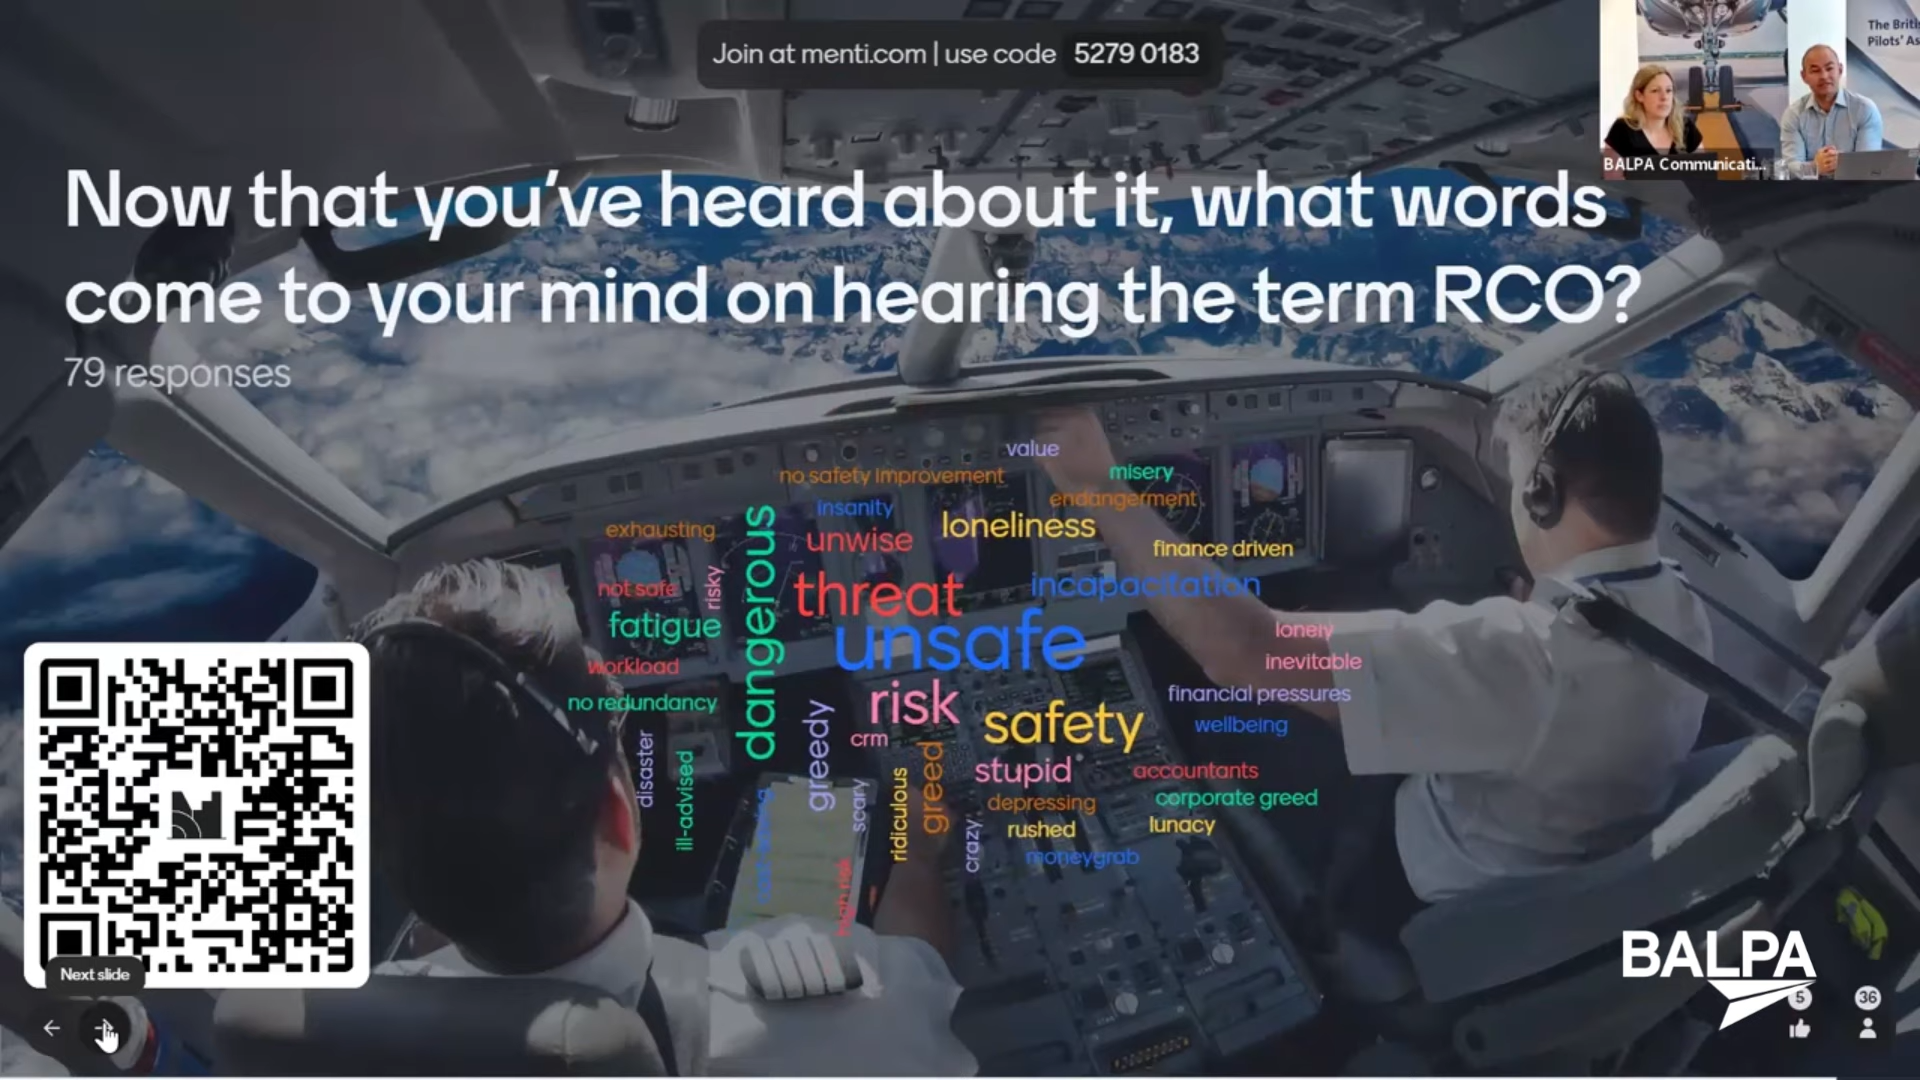 Join at menti.com | use code 5279 0183
The Briti
Pilots' As
BALPA Communicati...
Now that you've heard about it, what words
come to your mind on hearing the term RCO?
79 responses
value
no safety improvement
misery
insanity
endangerment
exhausting
unwise
loneliness
finance driven
dangerous
not safe
risky
threat
incapacitation
fatigue
unsafe
lonely
workload
inevitable
no redundancy
risk
financial pressures
safety
wellbeing
greedy
crm
disaster
ill-advised
scary
ridiculous
greed
stupid
accountants
depressing
corporate greed
rushed
lunacy
crazy
moneygrab
high risk
BALPA
Next slide
5
36